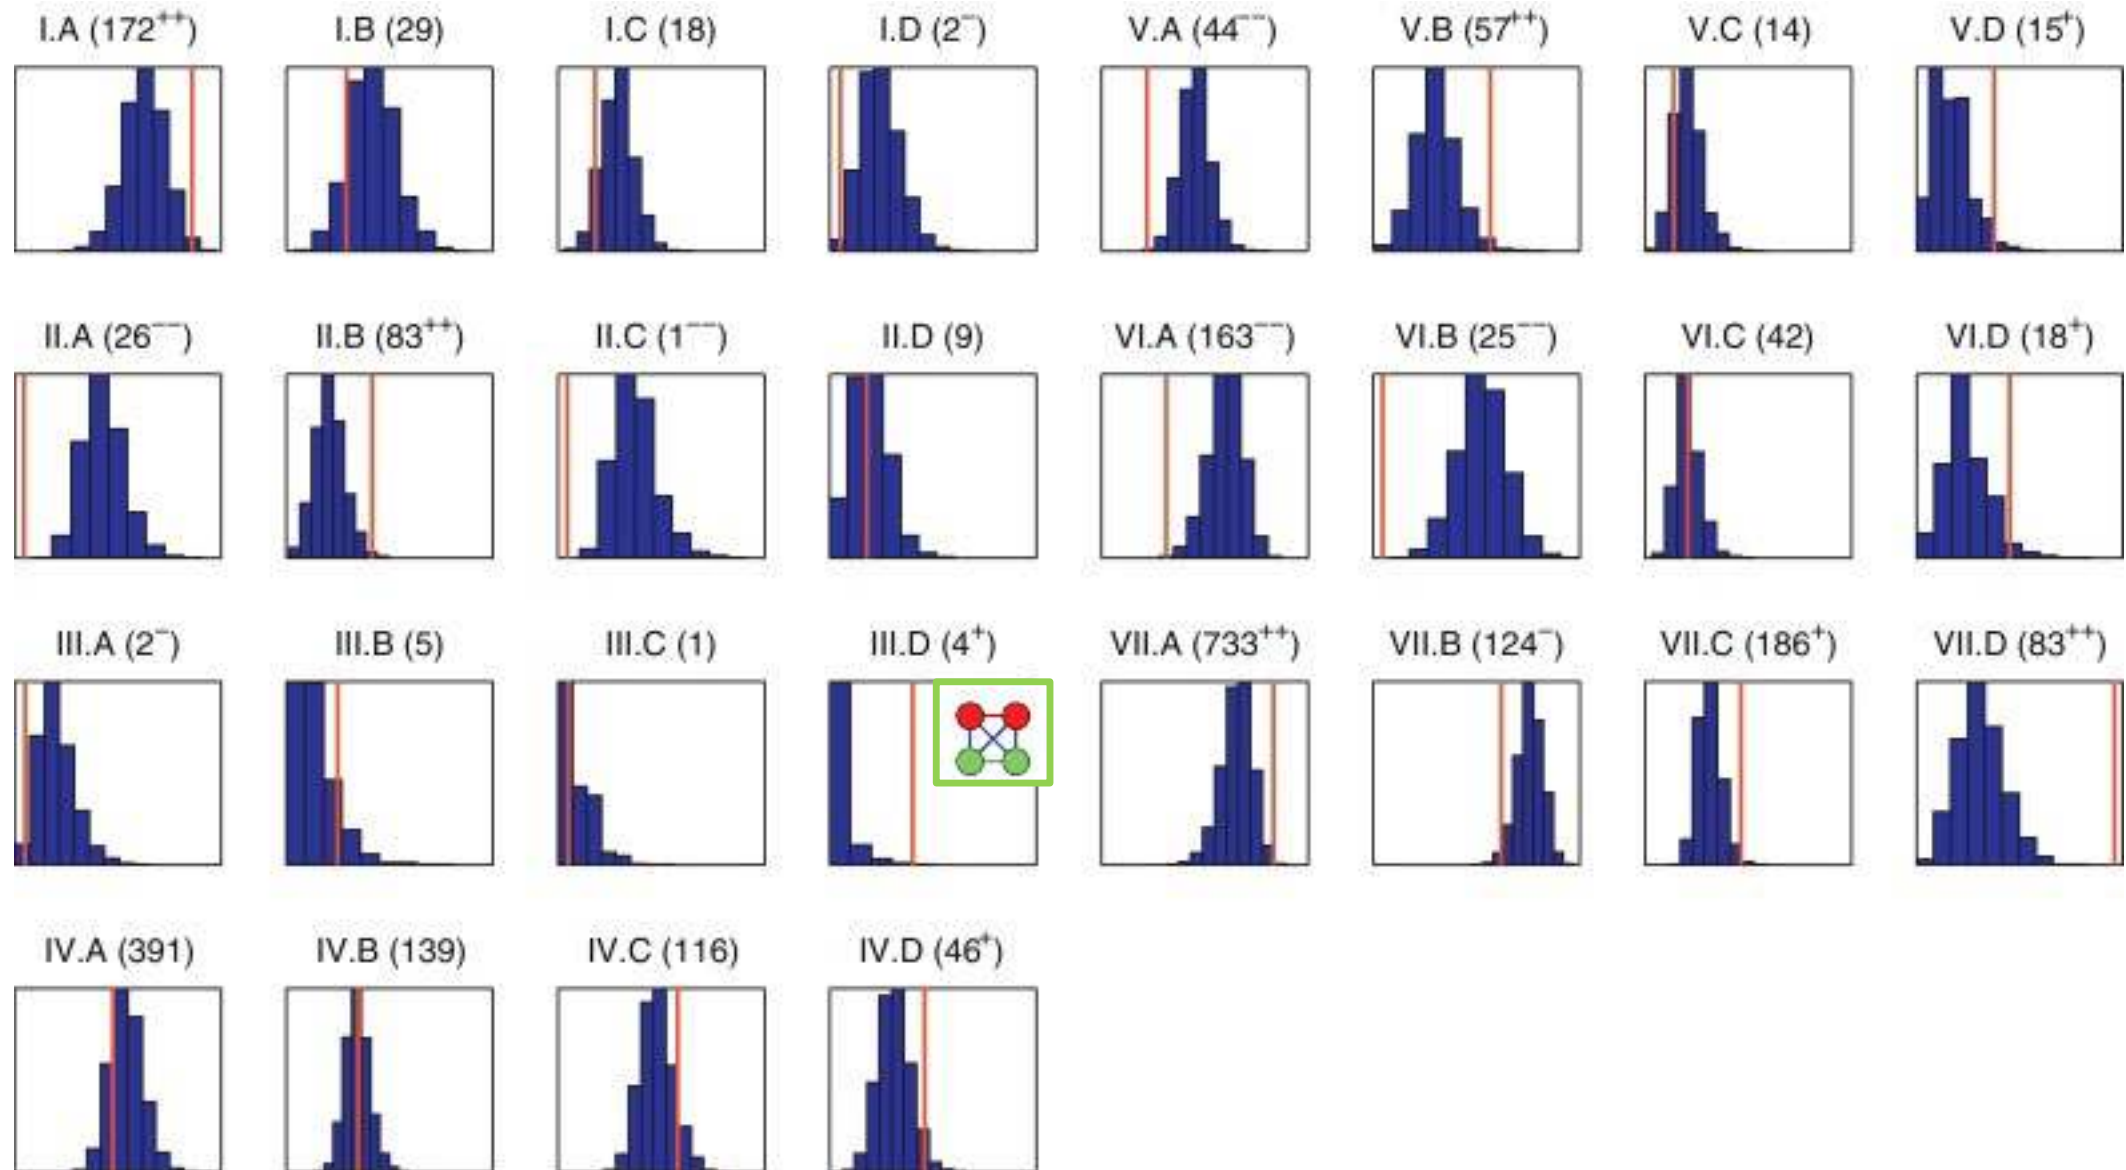 I.A (172⁺⁺) I.B (29) I.C (18) I.D (2⁻) V.A (44⁻⁻) V.B (57⁺⁺) V.C (14) V.D (15⁺)
II.A (26⁻⁻) II.B (83⁺⁺) II.C (1⁻⁻) II.D (9) VI.A (163⁻⁻) VI.B (25⁻⁻) VI.C (42) VI.D (18⁺)
III.A (2⁻) III.B (5) III.C (1) III.D (4⁺) VII.A (733⁺⁺) VII.B (124⁻) VII.C (186⁺) VII.D (83⁺⁺)
IV.A (391) IV.B (139) IV.C (116) IV.D (46⁺)